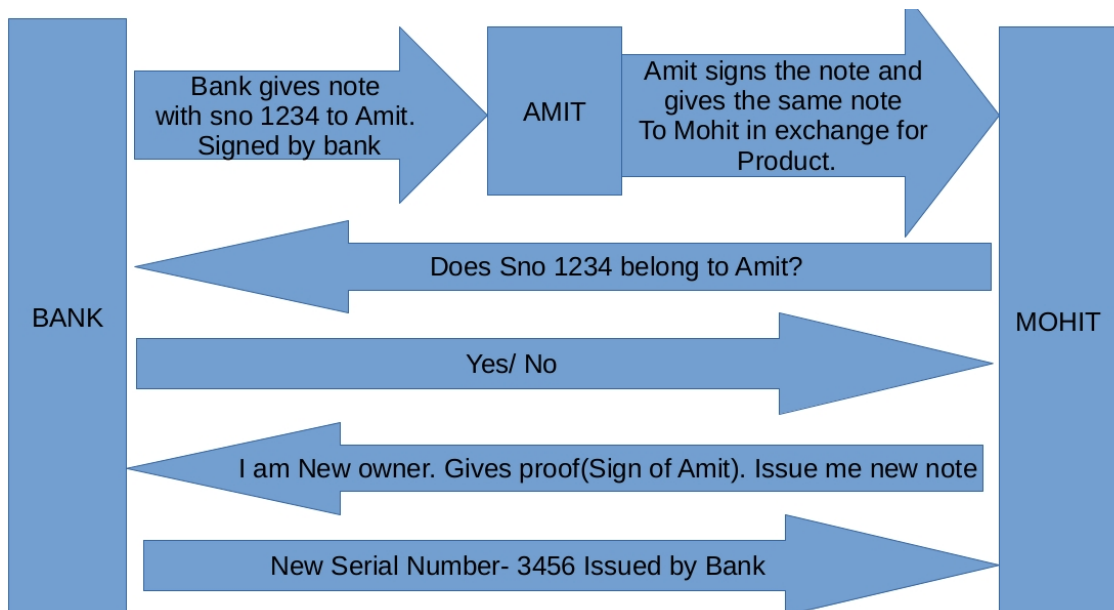 Bank gives note
with sno 1234 to Amit.
Signed by bank
AMIT
Amit signs the note and
gives the same note
To Mohit in exchange for
Product.
Does Sno 1234 belong to Amit?
BANK
MOHIT
Yes/ No
I am New owner. Gives proof(Sign of Amit). Issue me new note
New Serial Number- 3456 Issued by Bank